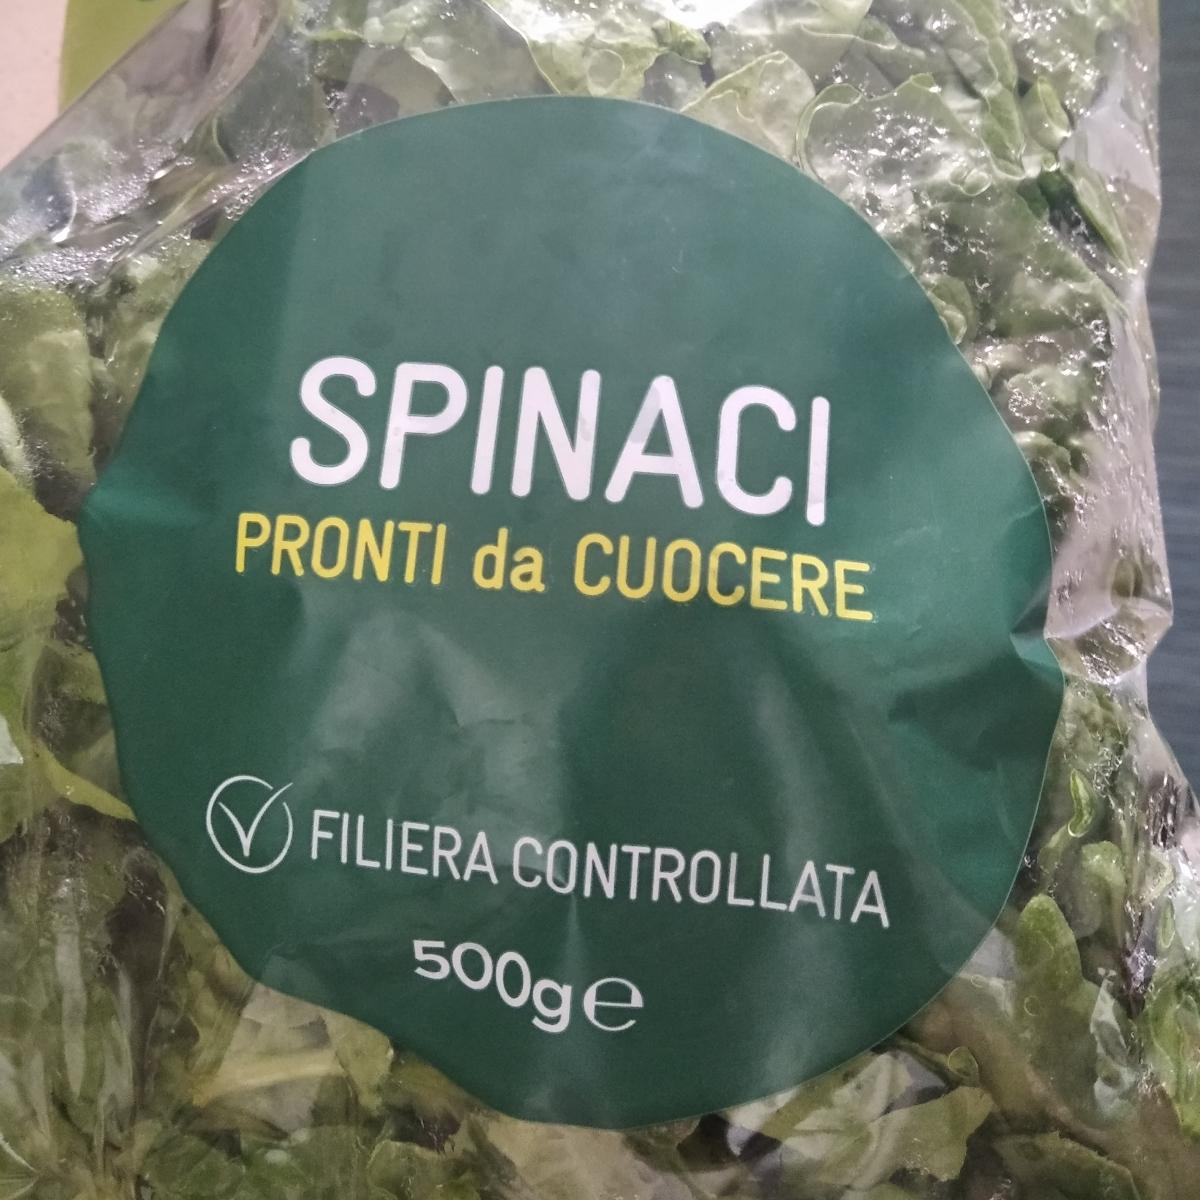 SPINACI
PRONTI da CUOCERE
FILIERA CONTROLLATA
500g ℮